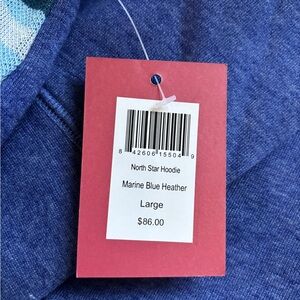 8 42606 15504 9
North Star Hoodie
Marine Blue Heather
Large
$86.00